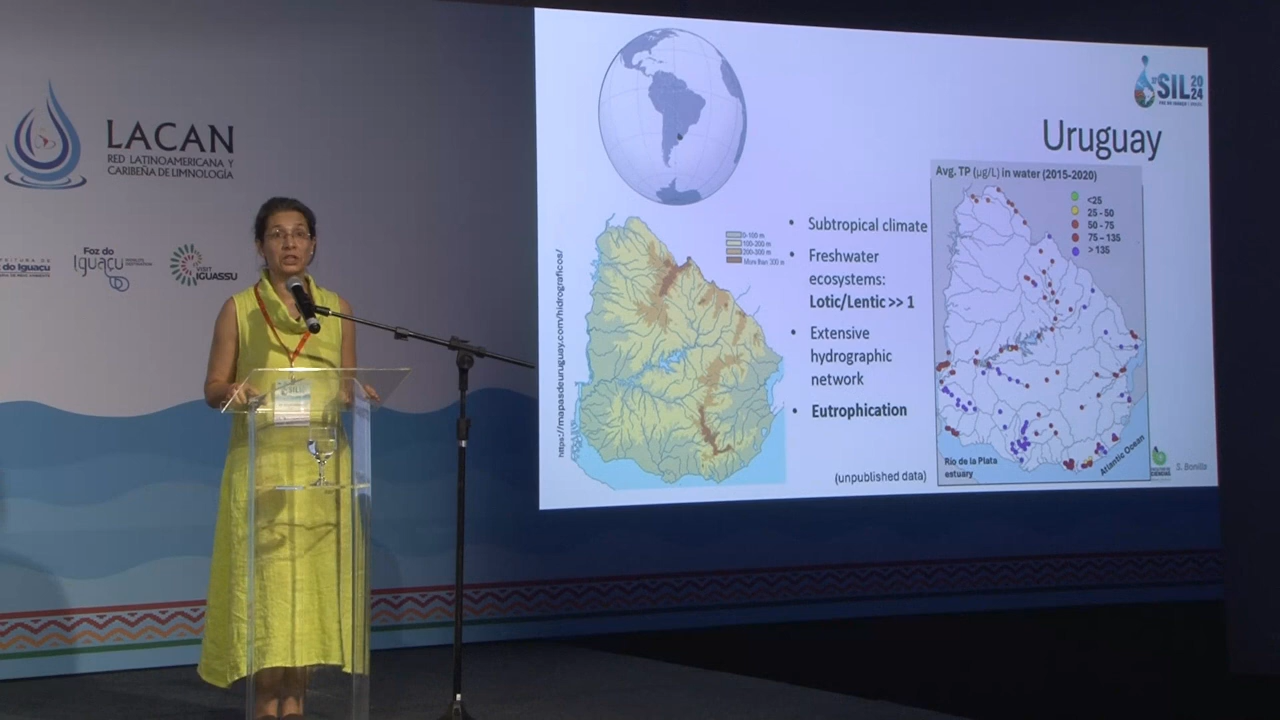 LACAN
RED LATINOAMERICANA Y
CARIBEÑA DE LIMNOLOGÍA
Foz do
Iguaçu
visit
IGUASSU
SIL 20
24
Uruguay
https://mapasdeuruguay.com/hidrograficos/
0-100 m
100-200 m
200-300 m
More than 300 m
• Subtropical climate
• Freshwater
ecosystems:
Lotic/Lentic >> 1
• Extensive
hydrographic
network
• Eutrophication
(unpublished data)
Avg. TP (µg/L) in water (2015-2020)
<25
25 - 50
50 - 75
75 – 135
> 135
Río de la Plata
estuary
Atlantic Ocean
CIENCIAS
S. Bonilla